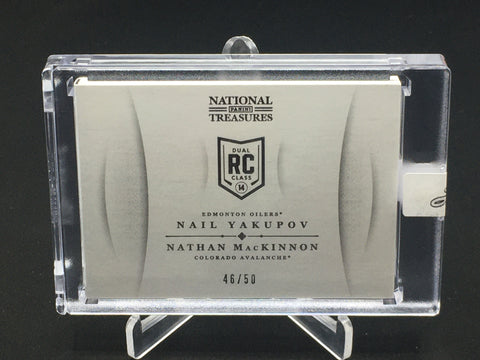 NATIONAL
PANINI
TREASURES
DUAL
RC
CLASS
14
EDMONTON OILERS®
NAIL YAKUPOV
NATHAN MacKINNON
COLORADO AVALANCHE®
46/50